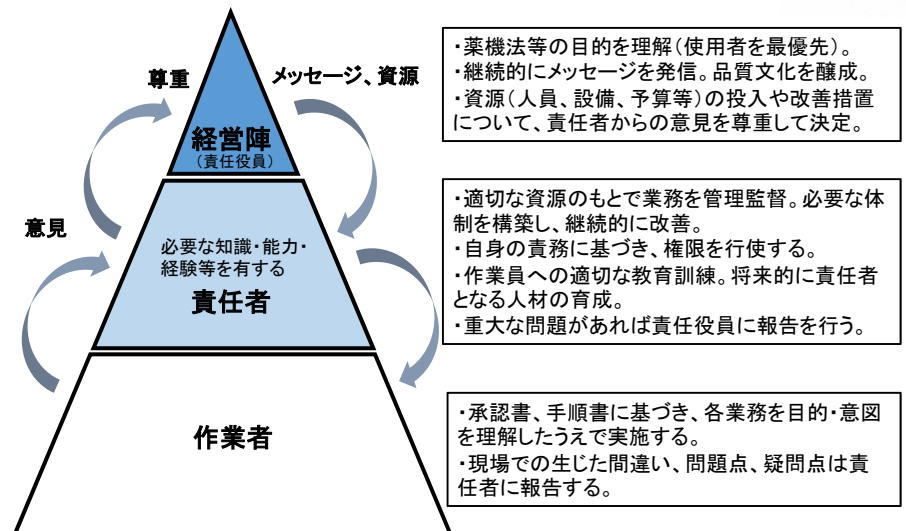 尊重
メッセージ、資源
経営陣
（責任役員）
意見
必要な知識・能力・
経験等を有する
責任者
作業者
・薬機法等の目的を理解（使用者を最優先）。
・継続的にメッセージを発信。品質文化を醸成。
・資源（人員、設備、予算等）の投入や改善措置
について、責任者からの意見を尊重して決定。
・適切な資源のもとで業務を管理監督。必要な体
制を構築し、継続的に改善。
・自身の責務に基づき、権限を行使する。
・作業員への適切な教育訓練。将来的に責任者
となる人材の育成。
・重大な問題があれば責任役員に報告を行う。
・承認書、手順書に基づき、各業務を目的・意図
を理解したうえで実施する。
・現場での生じた間違い、問題点、疑問点は責
任者に報告する。